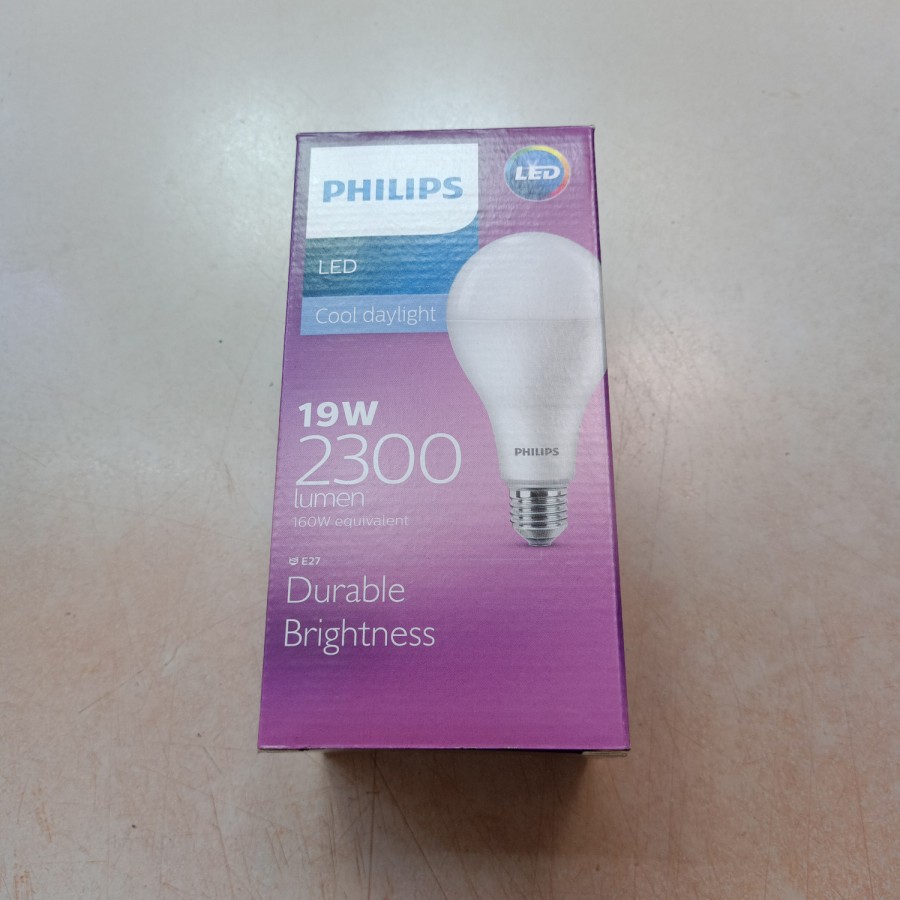 PHILIPS
LED
LED
Cool daylight
19W
2300
lumen
160W equivalent
PHILIPS
E27
Durable
Brightness